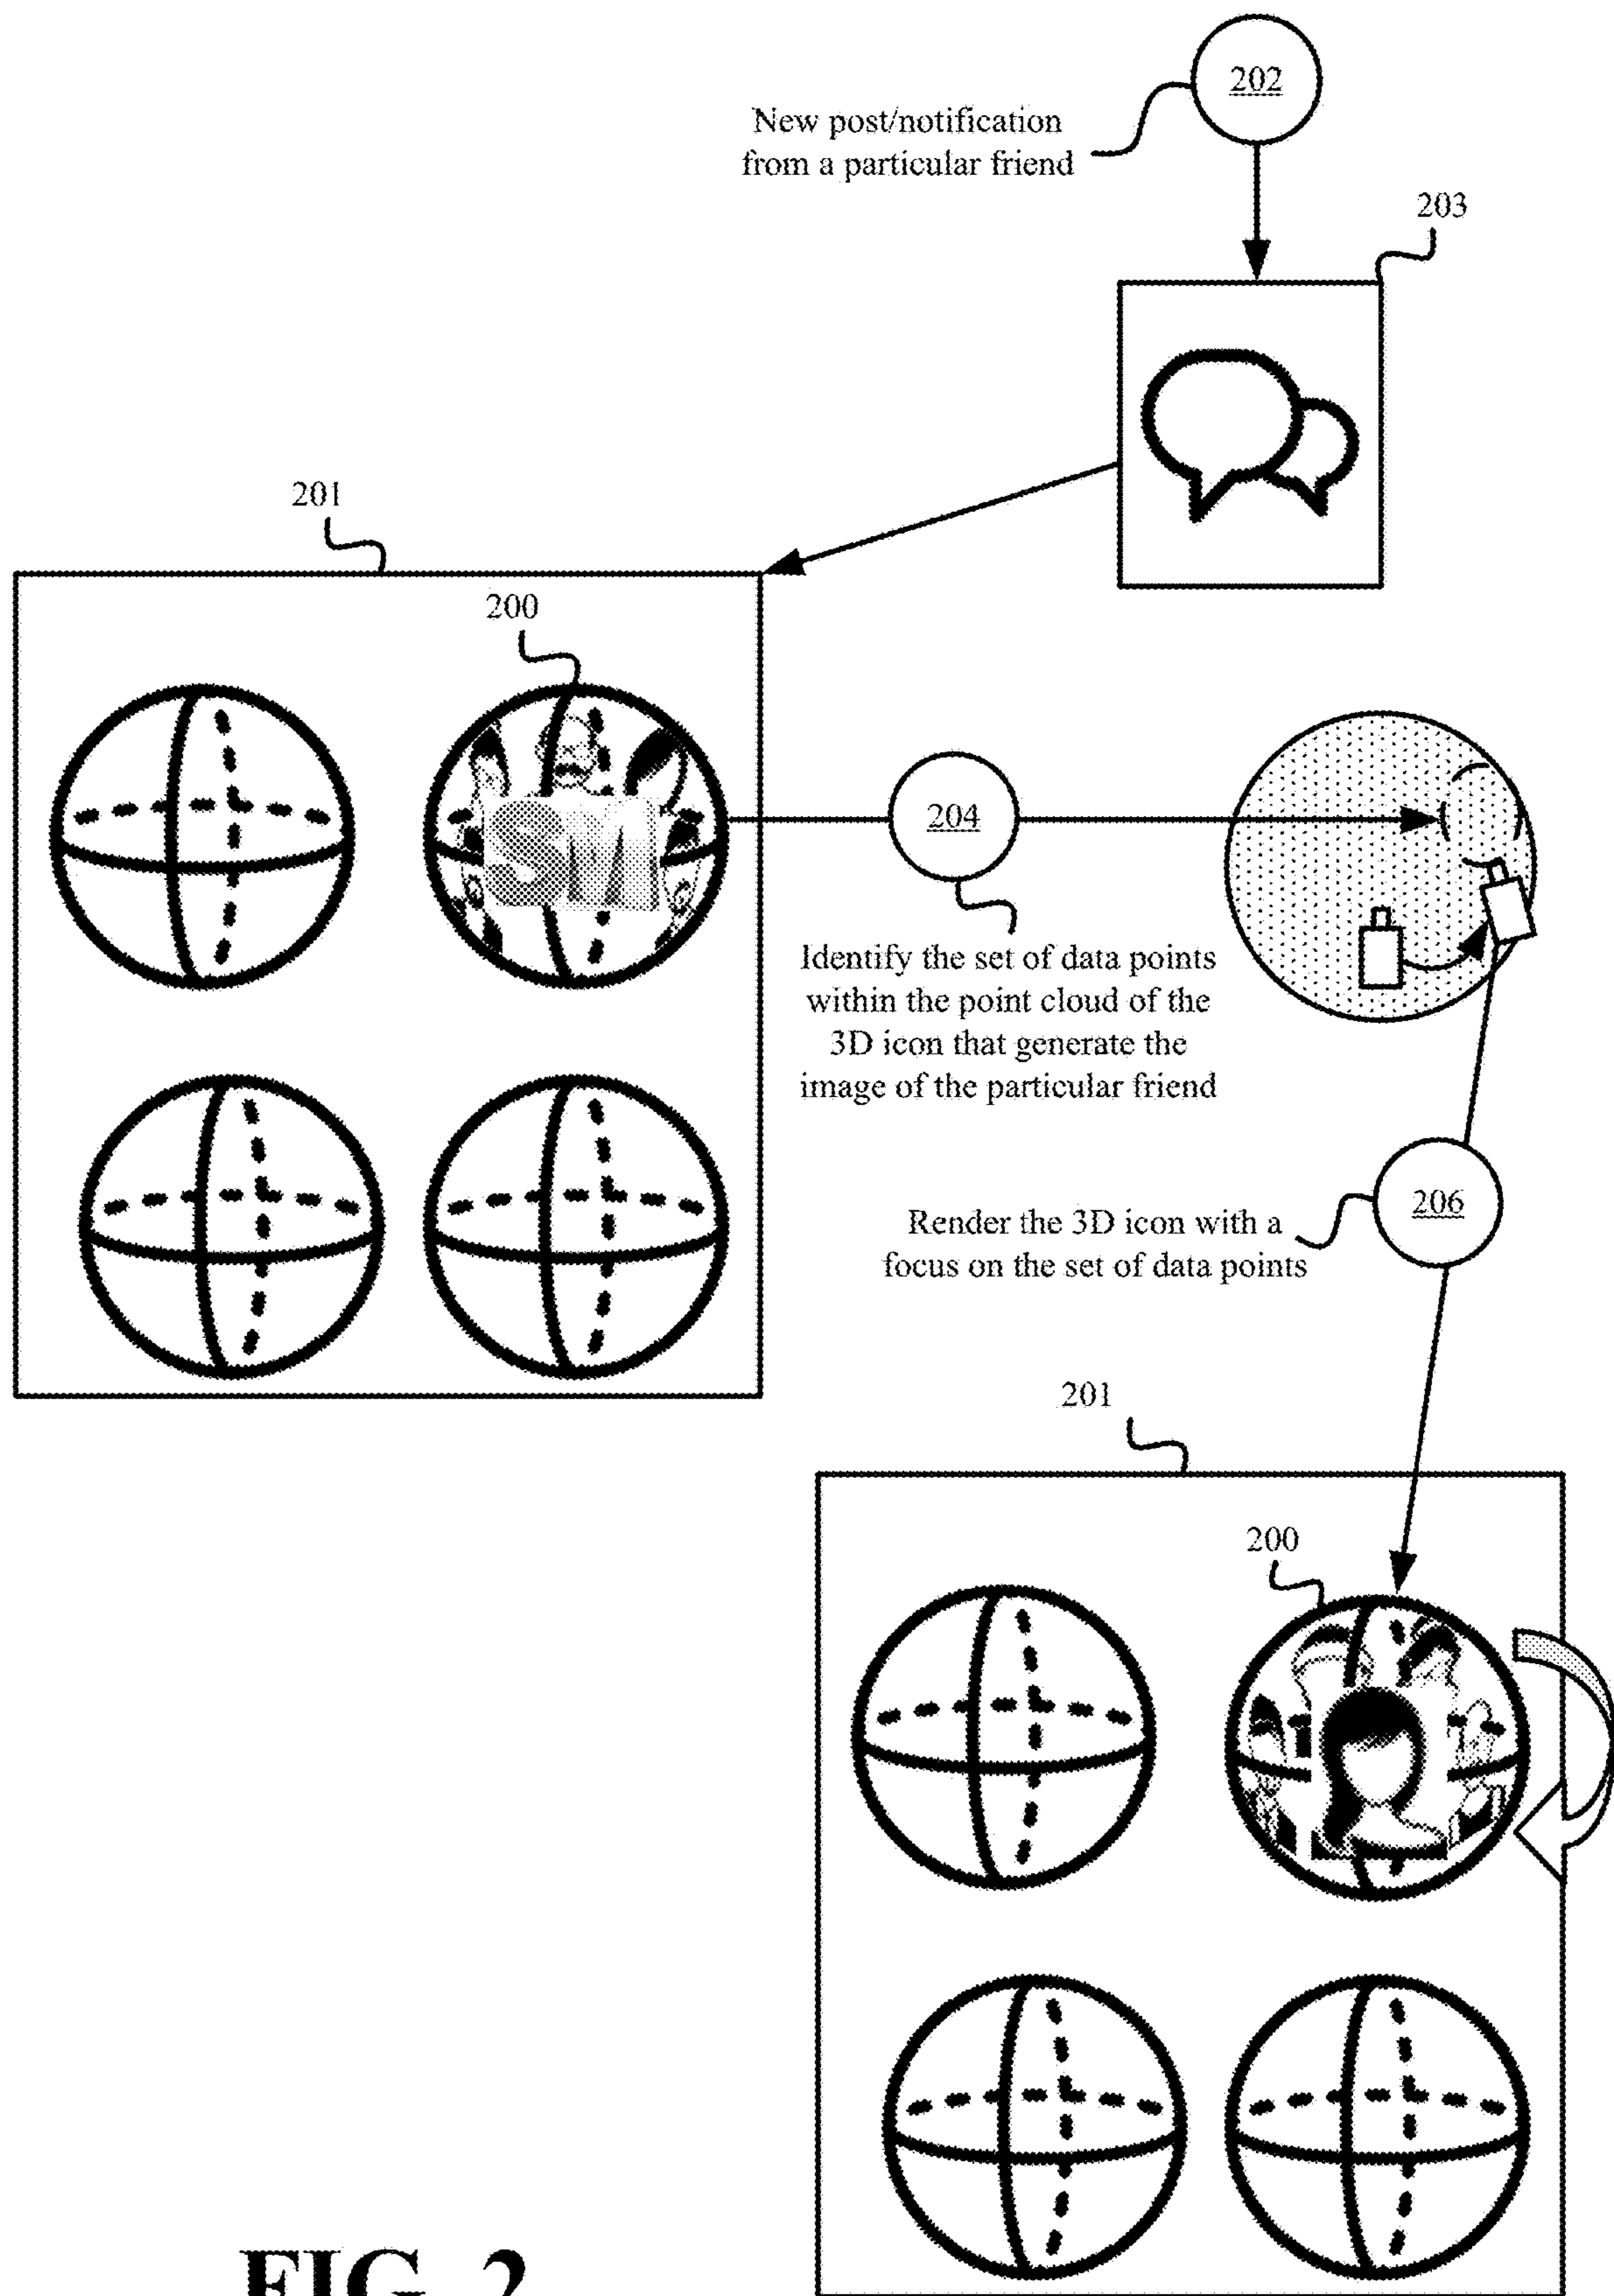 202
New post/notification
from a particular friend
203
201
200
SM
204
Identify the set of data points
within the point cloud of the
3D icon that generate the
image of the particular friend
206
Render the 3D icon with a
focus on the set of data points
201
200
FIG. 2